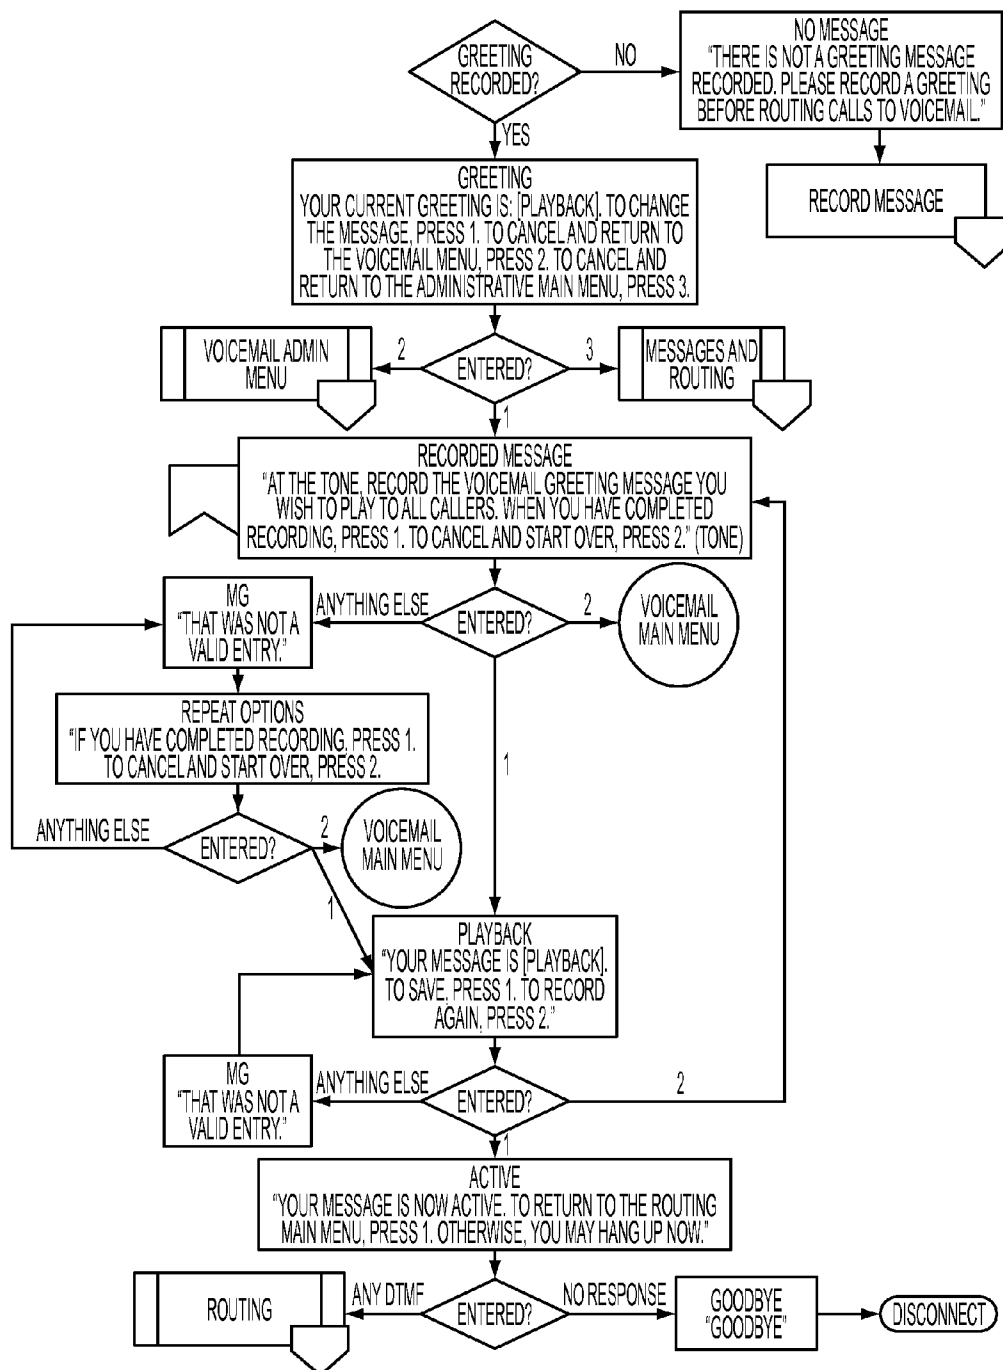 GREETING
RECORDED?
NO
NO MESSAGE
“THERE IS NOT A GREETING MESSAGE
RECORDED. PLEASE RECORD A GREETING
BEFORE ROUTING CALLS TO VOICEMAIL.”
YES
RECORD MESSAGE
GREETING
YOUR CURRENT GREETING IS: [PLAYBACK]. TO CHANGE
THE MESSAGE, PRESS 1. TO CANCEL AND RETURN TO
THE VOICEMAIL MENU, PRESS 2. TO CANCEL AND
RETURN TO THE ADMINISTRATIVE MAIN MENU, PRESS 3.
VOICEMAIL ADMIN
MENU
2
ENTERED?
3
MESSAGES AND
ROUTING
1
RECORDED MESSAGE
“AT THE TONE, RECORD THE VOICEMAIL GREETING MESSAGE YOU
WISH TO PLAY TO ALL CALLERS. WHEN YOU HAVE COMPLETED
RECORDING, PRESS 1. TO CANCEL AND START OVER, PRESS 2.” (TONE)
MG
“THAT WAS NOT A
VALID ENTRY.”
ANYTHING ELSE
ENTERED?
2
VOICEMAIL
MAIN MENU
REPEAT OPTIONS
“IF YOU HAVE COMPLETED RECORDING, PRESS 1.
TO CANCEL AND START OVER, PRESS 2.
1
ANYTHING ELSE
ENTERED?
2
VOICEMAIL
MAIN MENU
1
PLAYBACK
“YOUR MESSAGE IS [PLAYBACK].
TO SAVE, PRESS 1. TO RECORD
AGAIN, PRESS 2.”
MG
“THAT WAS NOT A
VALID ENTRY.”
ANYTHING ELSE
ENTERED?
2
1
ACTIVE
“YOUR MESSAGE IS NOW ACTIVE. TO RETURN TO THE ROUTING
MAIN MENU, PRESS 1. OTHERWISE, YOU MAY HANG UP NOW.”
ROUTING
ANY DTMF
ENTERED?
NO RESPONSE
GOODBYE
“GOODBYE”
DISCONNECT